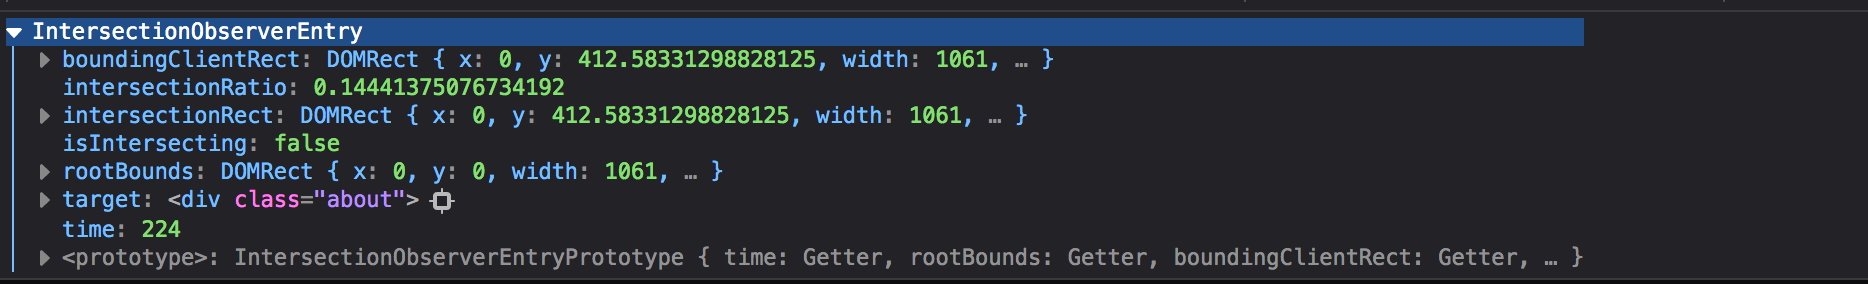 IntersectionObserverEntry
boundingClientRect: DOMRect { x: 0, y: 412.58331298828125, width: 1061, … }
intersectionRatio: 0.14441375076734192
intersectionRect: DOMRect { x: 0, y: 412.58331298828125, width: 1061, … }
isIntersecting: false
rootBounds: DOMRect { x: 0, y: 0, width: 1061, … }
target: <div class="about">
time: 224
<prototype>: IntersectionObserverEntryPrototype { time: Getter, rootBounds: Getter, boundingClientRect: Getter, … }